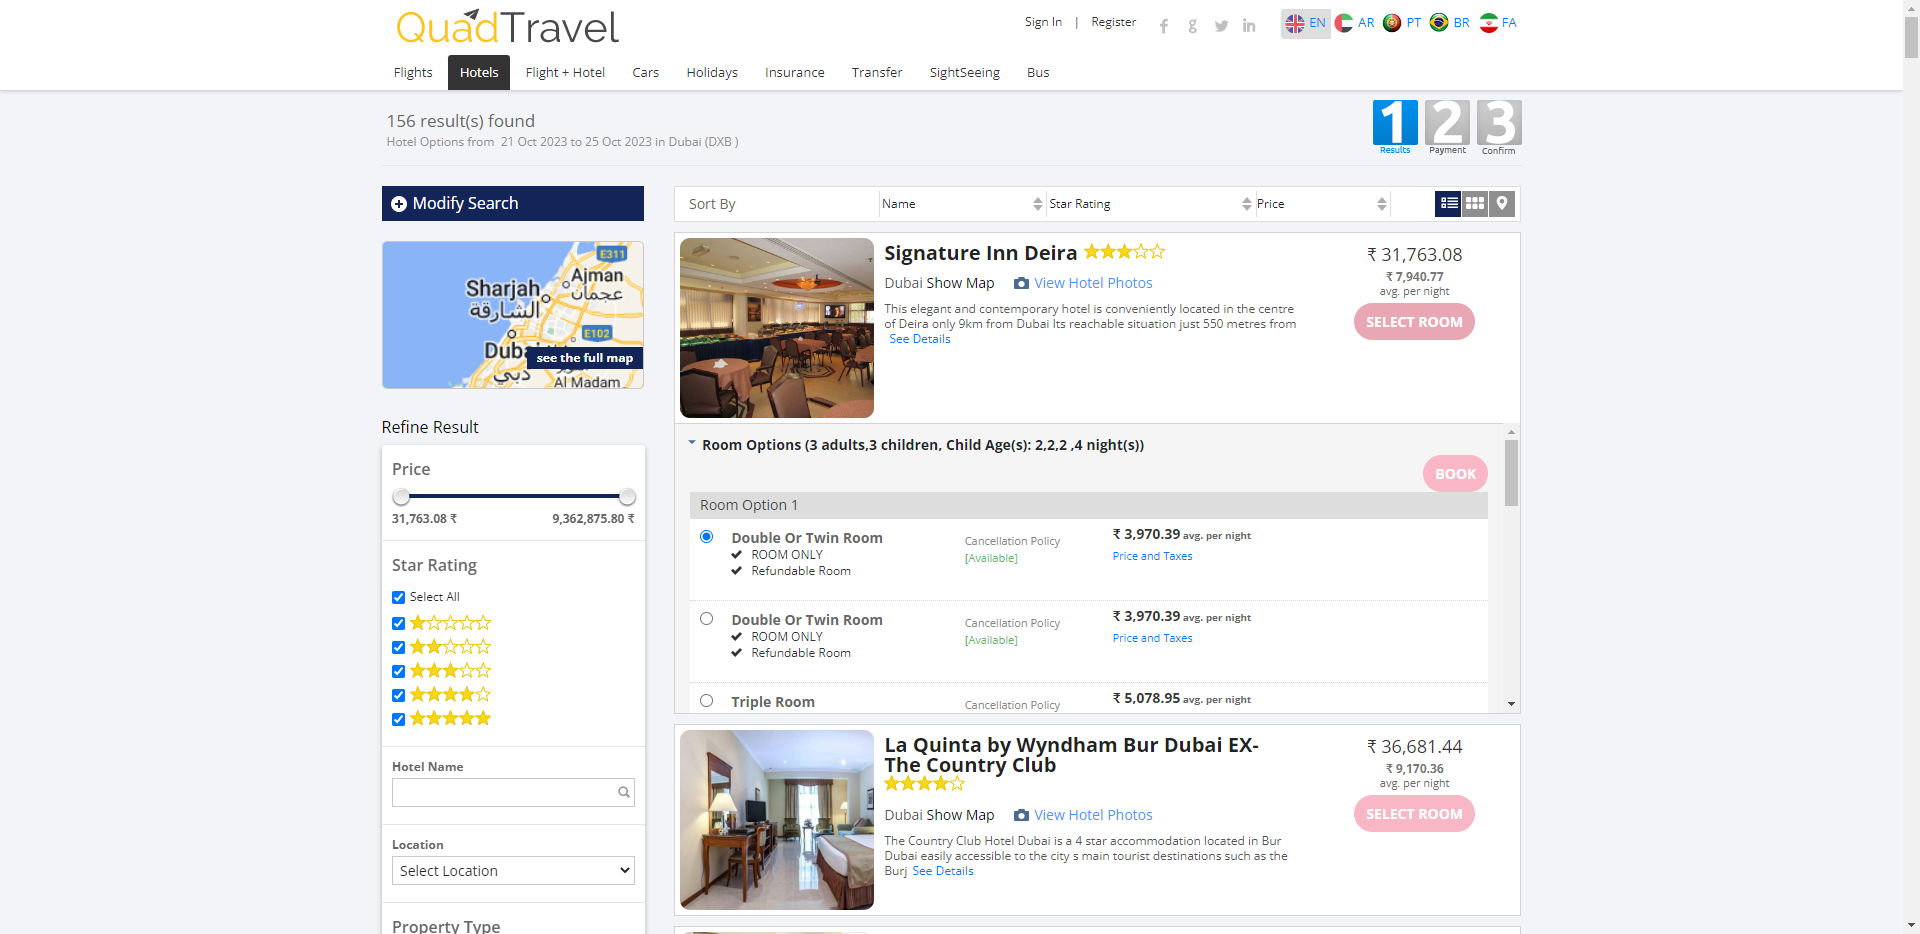 QuadTravel
Sign In | Register
EN AR PT BR FA
Flights Hotels Flight + Hotel Cars Holidays Insurance Transfer SightSeeing Bus
156 result(s) found
Hotel Options from 21 Oct 2023 to 25 Oct 2023 in Dubai (DXB )
1 2 3
Results Payment Confirm
Modify Search
E311
Ajman
عجمان
Sharjah
الشارقة
E102
Dubai
see the full map
دبي
Al Madam
Refine Result
Price
31,763.08 ₹ 9,362,875.80 ₹
Star Rating
Select All
Hotel Name
Location
Select Location
Property Type
Sort By Name Star Rating Price
Signature Inn Deira
Dubai Show Map View Hotel Photos
This elegant and contemporary hotel is conveniently located in the centre
of Deira only 9km from Dubai Its reachable situation just 550 metres from
See Details
₹ 31,763.08
₹ 7,940.77
avg. per night
SELECT ROOM
Room Options (3 adults,3 children, Child Age(s): 2,2,2 ,4 night(s))
BOOK
Room Option 1
Double Or Twin Room
ROOM ONLY
Refundable Room
Cancellation Policy
[Available]
₹ 3,970.39 avg. per night
Price and Taxes
Double Or Twin Room
ROOM ONLY
Refundable Room
Cancellation Policy
[Available]
₹ 3,970.39 avg. per night
Price and Taxes
Triple Room
Cancellation Policy
₹ 5,078.95 avg. per night
La Quinta by Wyndham Bur Dubai EX-
The Country Club
Dubai Show Map View Hotel Photos
The Country Club Hotel Dubai is a 4 star accommodation located in Bur
Dubai easily accessible to the city s main tourist destinations such as the
Burj See Details
₹ 36,681.44
₹ 9,170.36
avg. per night
SELECT ROOM